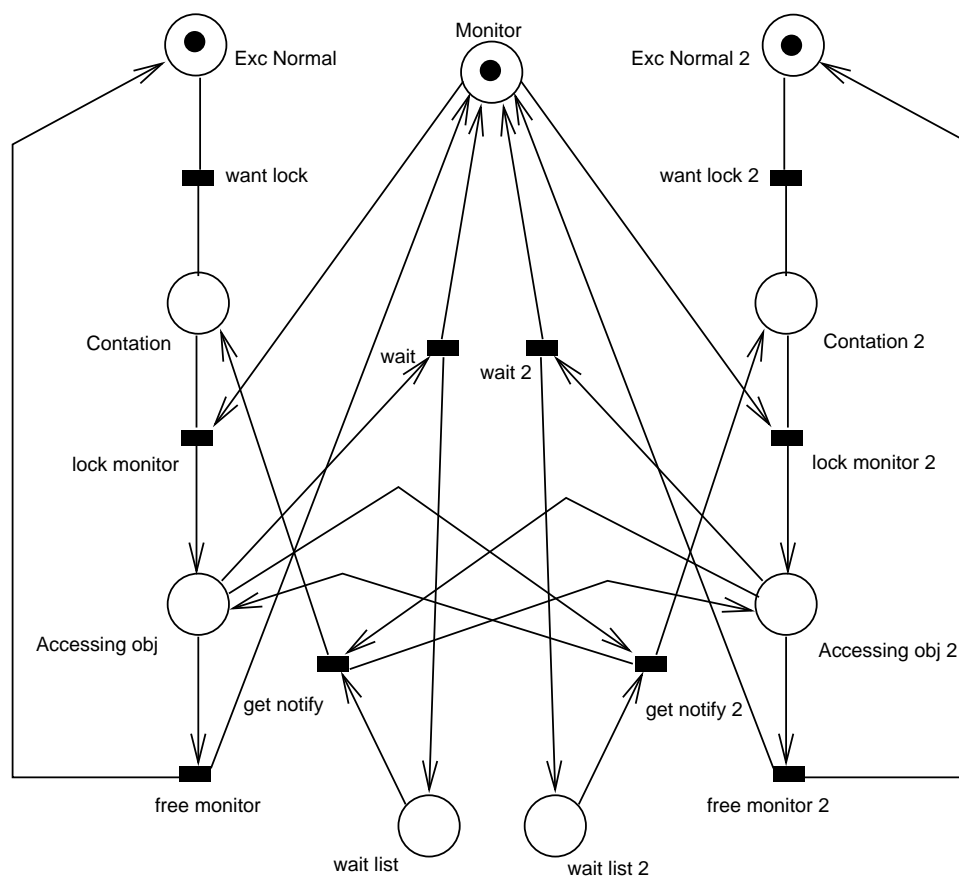 Monitor
Exc Normal
Exc Normal 2
want lock
want lock 2
Contation
wait
wait 2
Contation 2
lock monitor
lock monitor 2
Accessing obj
Accessing obj 2
get notify
get notify 2
free monitor
free monitor 2
wait list
wait list 2